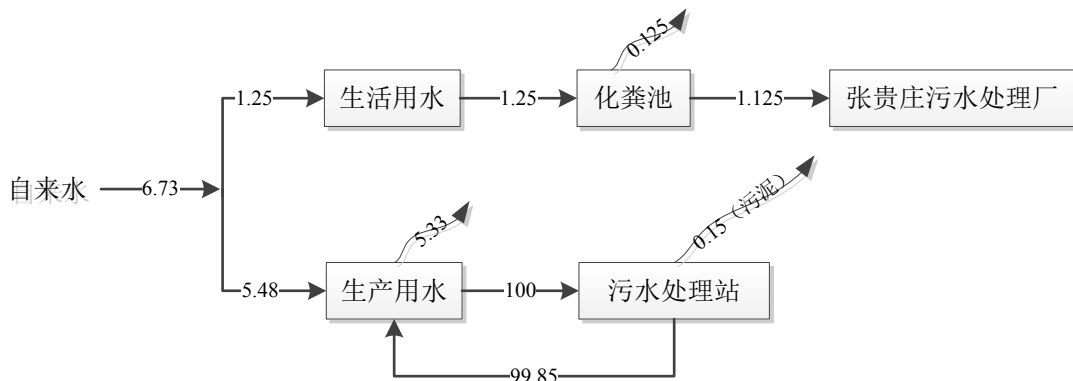 0.125
1.25
生活用水
1.25
化粪池
1.125
张贵庄污水处理厂
自来水
6.73
5.33
0.15（污泥）
5.48
生产用水
100
污水处理站
99.85